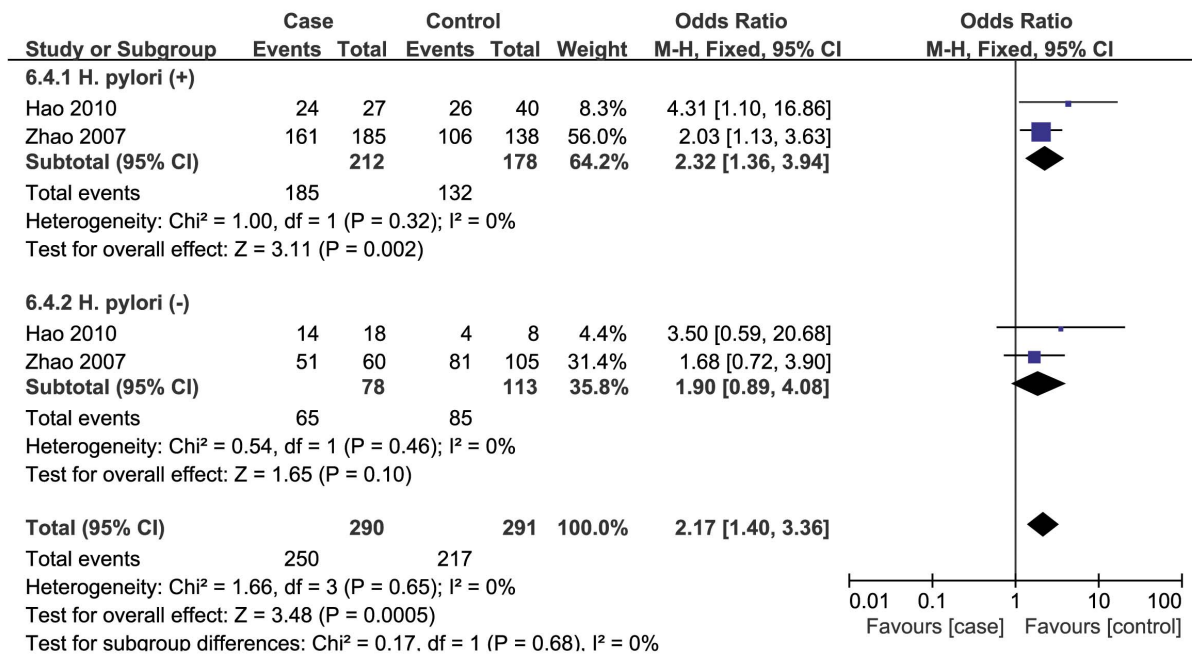 Case Control Odds Ratio Odds Ratio
Study or Subgroup Events Total Events Total Weight M-H, Fixed, 95% CI M-H, Fixed, 95% CI
6.4.1 H. pylori (+)
Hao 2010 24 27 26 40 8.3% 4.31 [1.10, 16.86]
Zhao 2007 161 185 106 138 56.0% 2.03 [1.13, 3.63]
Subtotal (95% CI) 212 178 64.2% 2.32 [1.36, 3.94]
Total events 185 132
Heterogeneity: Chi² = 1.00, df = 1 (P = 0.32); I² = 0%
Test for overall effect: Z = 3.11 (P = 0.002)
6.4.2 H. pylori (-)
Hao 2010 14 18 4 8 4.4% 3.50 [0.59, 20.68]
Zhao 2007 51 60 81 105 31.4% 1.68 [0.72, 3.90]
Subtotal (95% CI) 78 113 35.8% 1.90 [0.89, 4.08]
Total events 65 85
Heterogeneity: Chi² = 0.54, df = 1 (P = 0.46); I² = 0%
Test for overall effect: Z = 1.65 (P = 0.10)
Total (95% CI) 290 291 100.0% 2.17 [1.40, 3.36]
Total events 250 217
Heterogeneity: Chi² = 1.66, df = 3 (P = 0.65); I² = 0%
Test for overall effect: Z = 3.48 (P = 0.0005)
Test for subgroup differences: Chi² = 0.17, df = 1 (P = 0.68), I² = 0%
0.01 0.1 1 10 100
Favours [case] Favours [control]